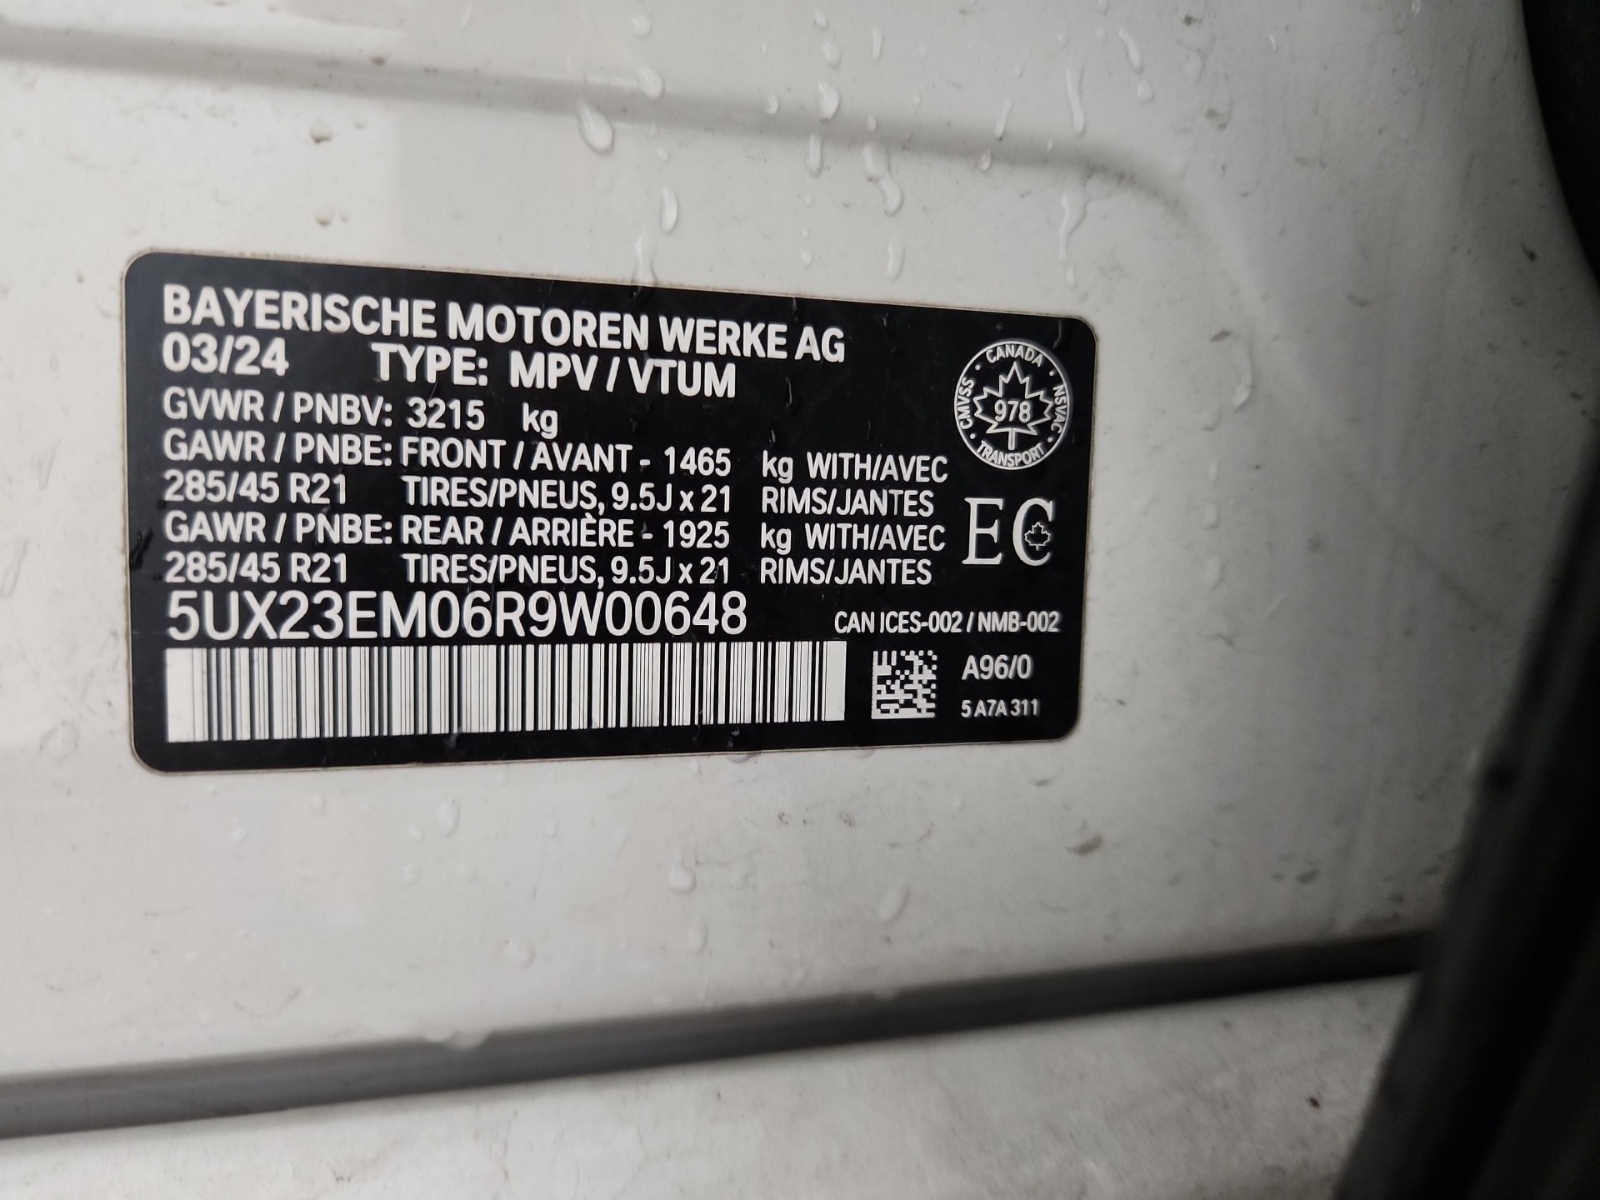 BAYERISCHE MOTOREN WERKE AG
03/24 TYPE: MPV / VTUM
GVWR / PNBV: 3215 kg
GAWR / PNBE: FRONT / AVANT - 1465 kg WITH/AVEC
285/45 R21 TIRES/PNEUS, 9.5J x 21 RIMS/JANTES
GAWR / PNBE: REAR / ARRIÈRE - 1925 kg WITH/AVEC
285/45 R21 TIRES/PNEUS, 9.5J x 21 RIMS/JANTES
5UX23EM06R9W00648
CANADA
CMVSS · NSVAC
978
TRANSPORT
EC
CAN ICES-002 / NMB-002
A96/0
5 A7A 311